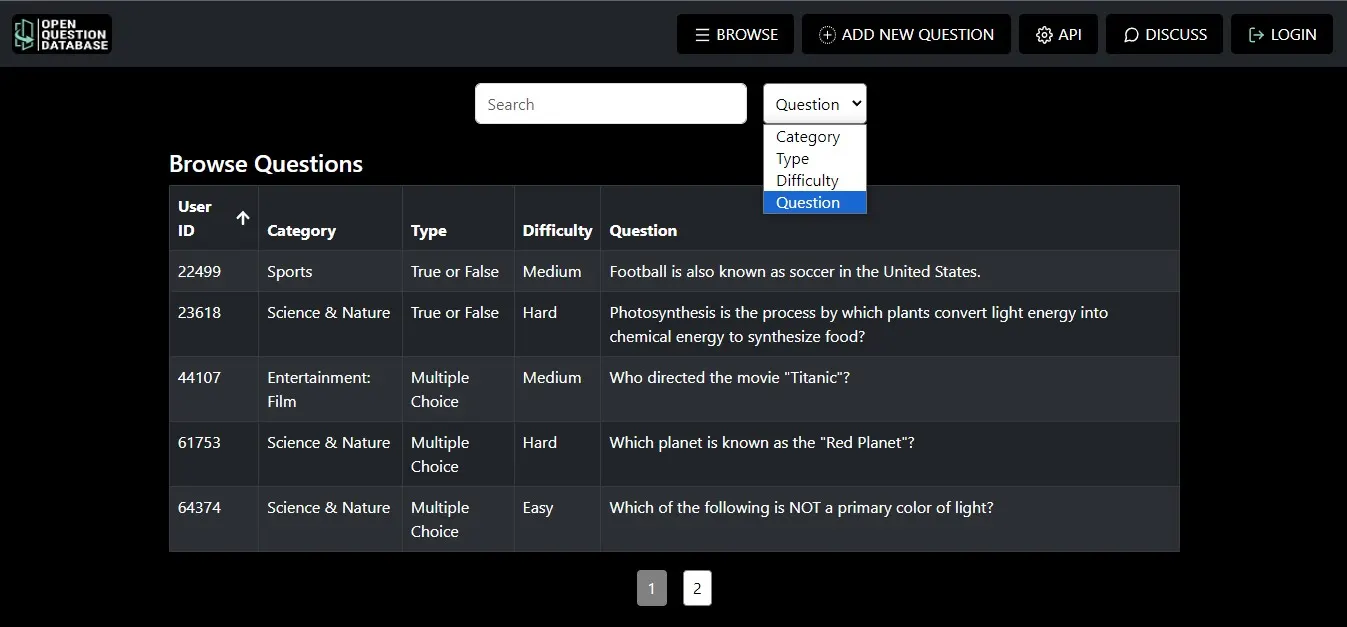 OPEN
QUESTION
DATABASE
BROWSE
ADD NEW QUESTION
API
DISCUSS
LOGIN
Search
Question
Category
Type
Difficulty
Question
Browse Questions
User ID Category Type Difficulty Question
22499 Sports True or False Medium Football is also known as soccer in the United States.
23618 Science & Nature True or False Hard Photosynthesis is the process by which plants convert light energy into
chemical energy to synthesize food?
44107 Entertainment: Film Multiple Choice Medium Who directed the movie "Titanic"?
61753 Science & Nature Multiple Choice Hard Which planet is known as the "Red Planet"?
64374 Science & Nature Multiple Choice Easy Which of the following is NOT a primary color of light?
1 2